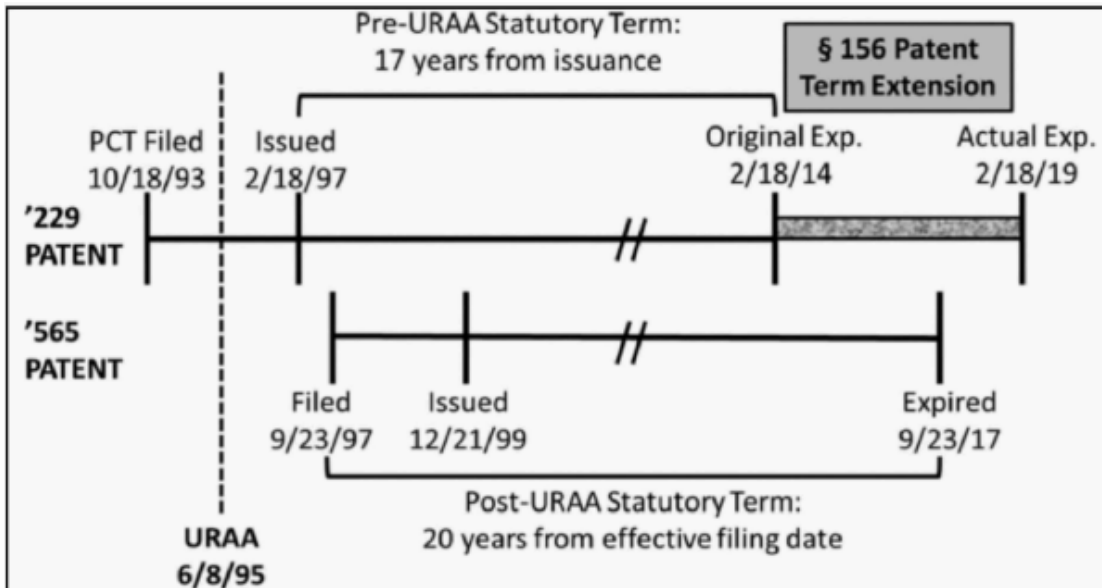 Pre-URAA Statutory Term:
17 years from issuance
§ 156 Patent
Term Extension
PCT Filed
10/18/93
Issued
2/18/97
Original Exp.
2/18/14
Actual Exp.
2/18/19
’229
PATENT
’565
PATENT
Filed
9/23/97
Issued
12/21/99
Expired
9/23/17
Post-URAA Statutory Term:
20 years from effective filing date
URAA
6/8/95